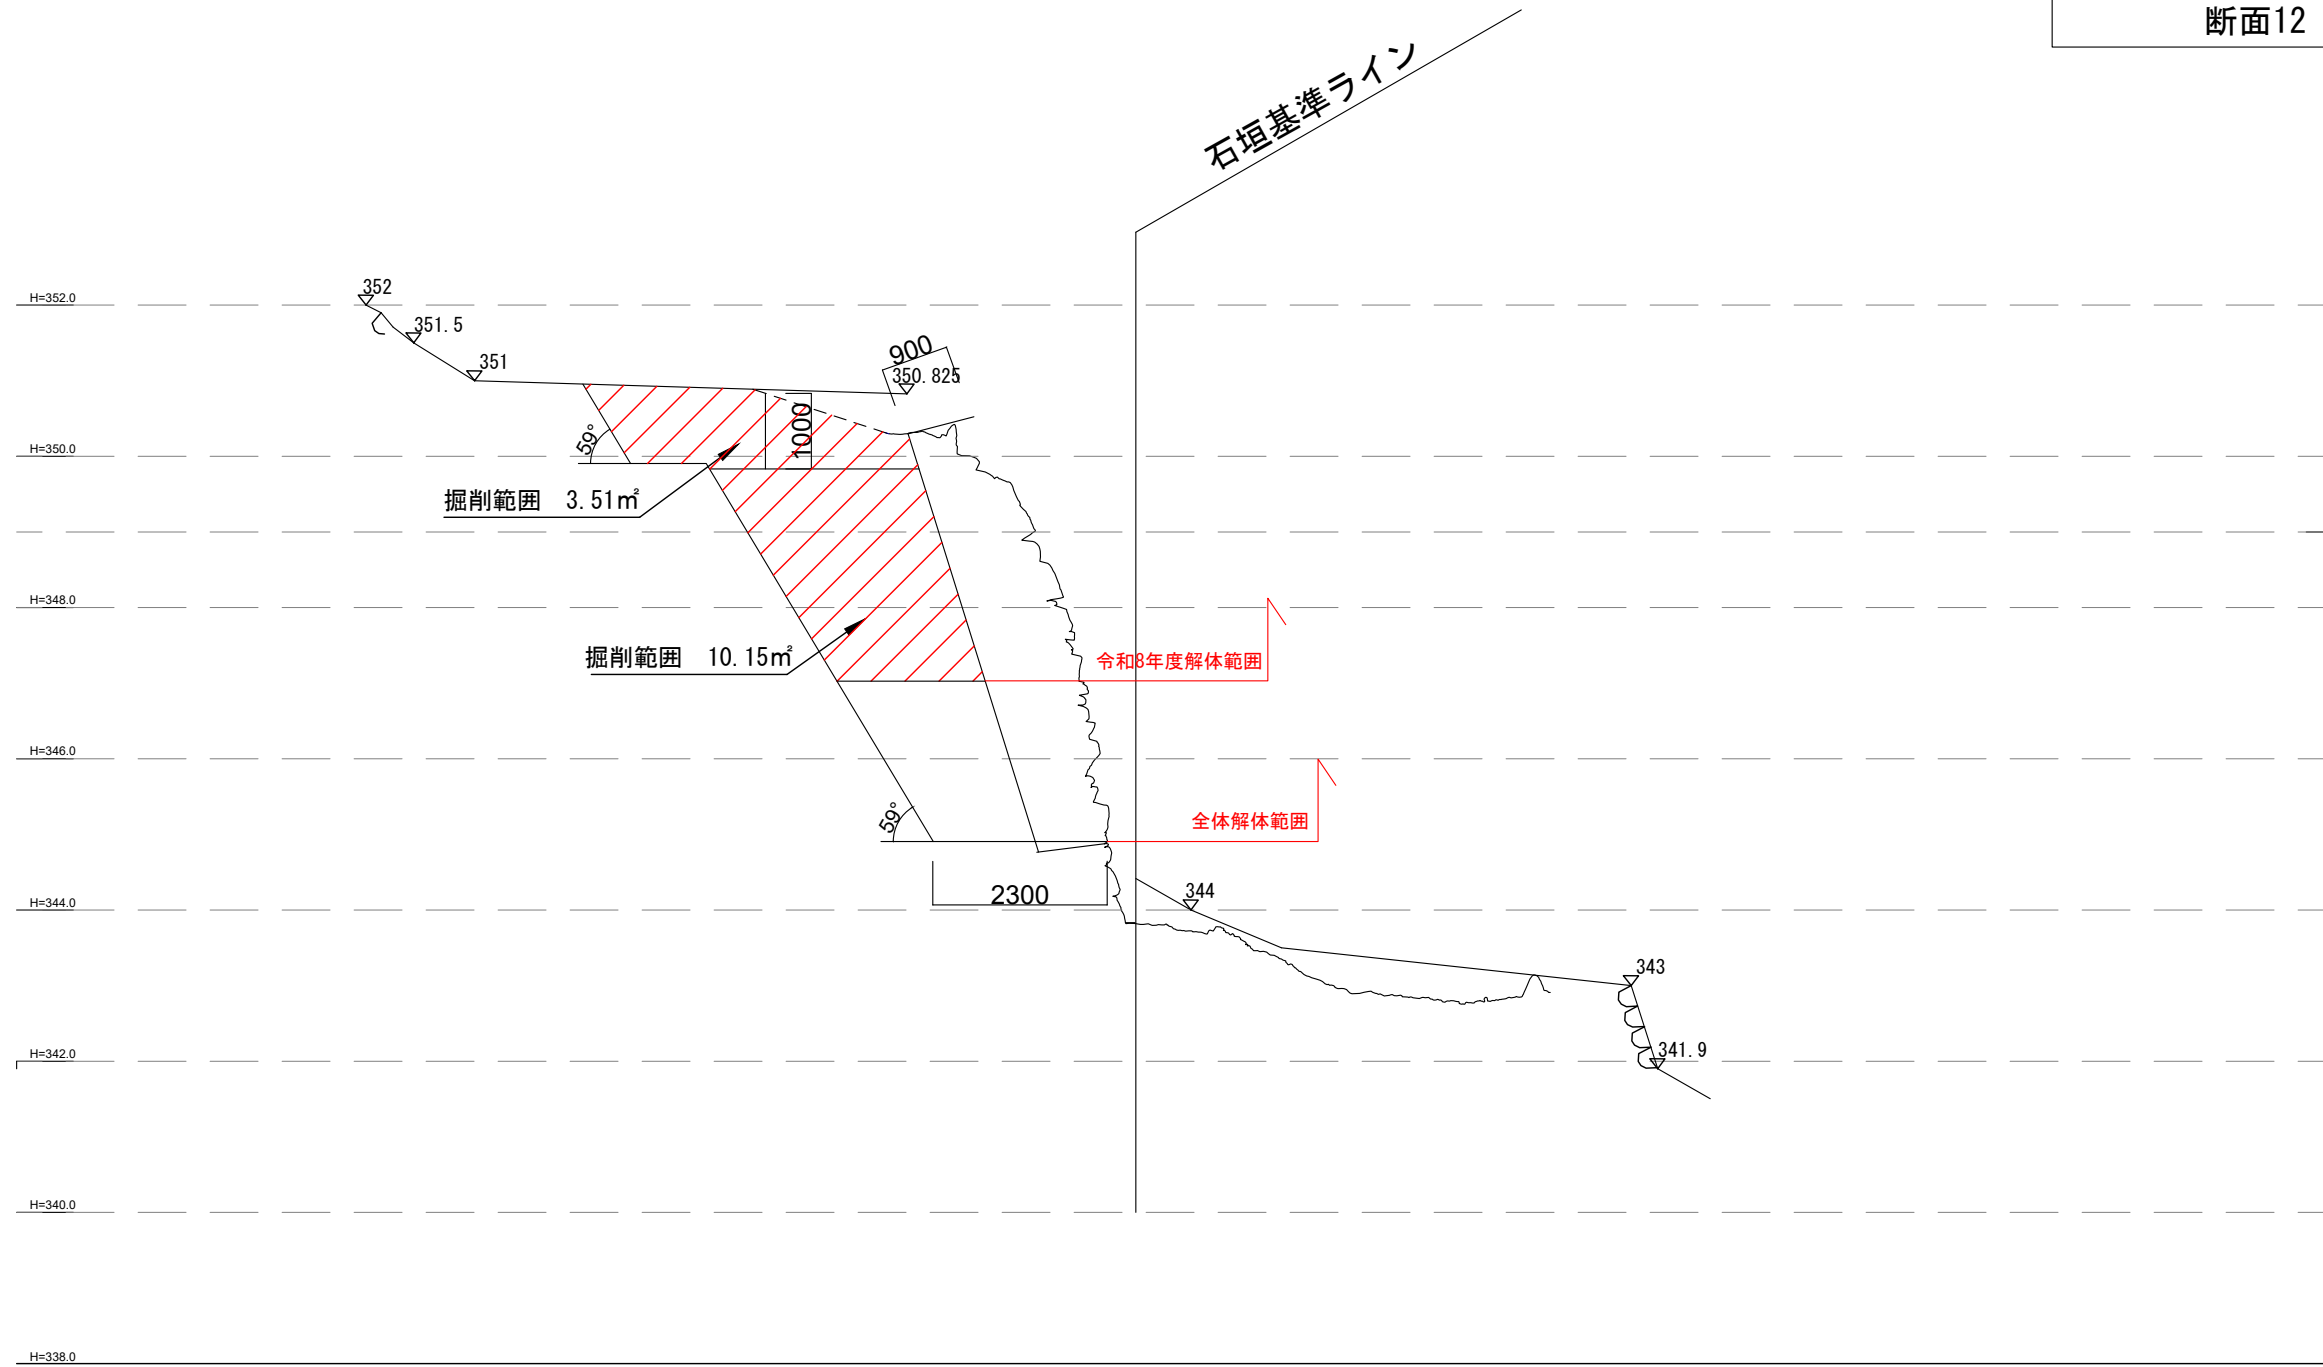 断面12
石垣基準ライン
H=352.0
352
351.5
351
900
350.825
1000
59°
H=350.0
掘削範囲 3.51㎡
H=348.0
掘削範囲 10.15㎡
令和8年度解体範囲
H=346.0
59°
全体解体範囲
2300
344
H=344.0
343
H=342.0
341.9
H=340.0
H=338.0